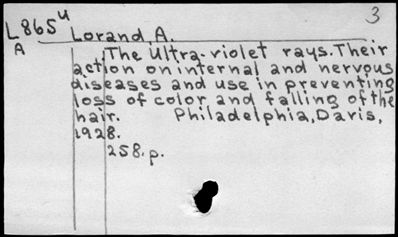 3
L865u Lorand, A.
A The Ultra-violet rays. Their
action on internal and nervous
diseases and use in preventing
loss of color and falling of the
hair. Philadelphia, Davis,
1928.
258. p.